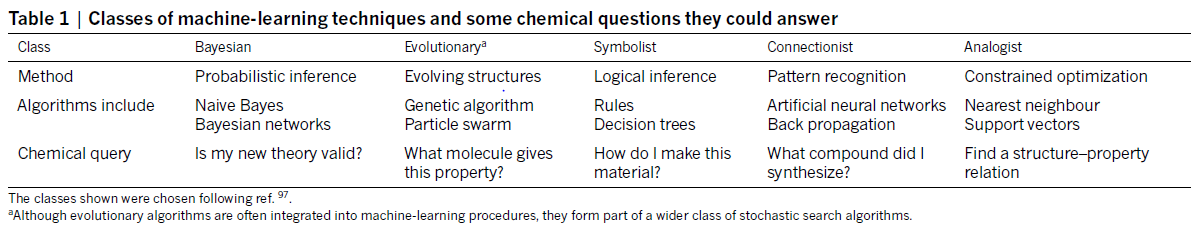 Table 1 | Classes of machine-learning techniques and some chemical questions they could answer
Class Bayesian Evolutionaryᵃ Symbolist Connectionist Analogist
Method Probabilistic inference Evolving structures Logical inference Pattern recognition Constrained optimization
Algorithms include Naive Bayes Genetic algorithm Rules Artificial neural networks Nearest neighbour
Bayesian networks Particle swarm Decision trees Back propagation Support vectors
Chemical query Is my new theory valid? What molecule gives How do I make this What compound did I Find a structure–property
this property? material? synthesize? relation
The classes shown were chosen following ref. ⁹⁷.
ᵃAlthough evolutionary algorithms are often integrated into machine-learning procedures, they form part of a wider class of stochastic search algorithms.